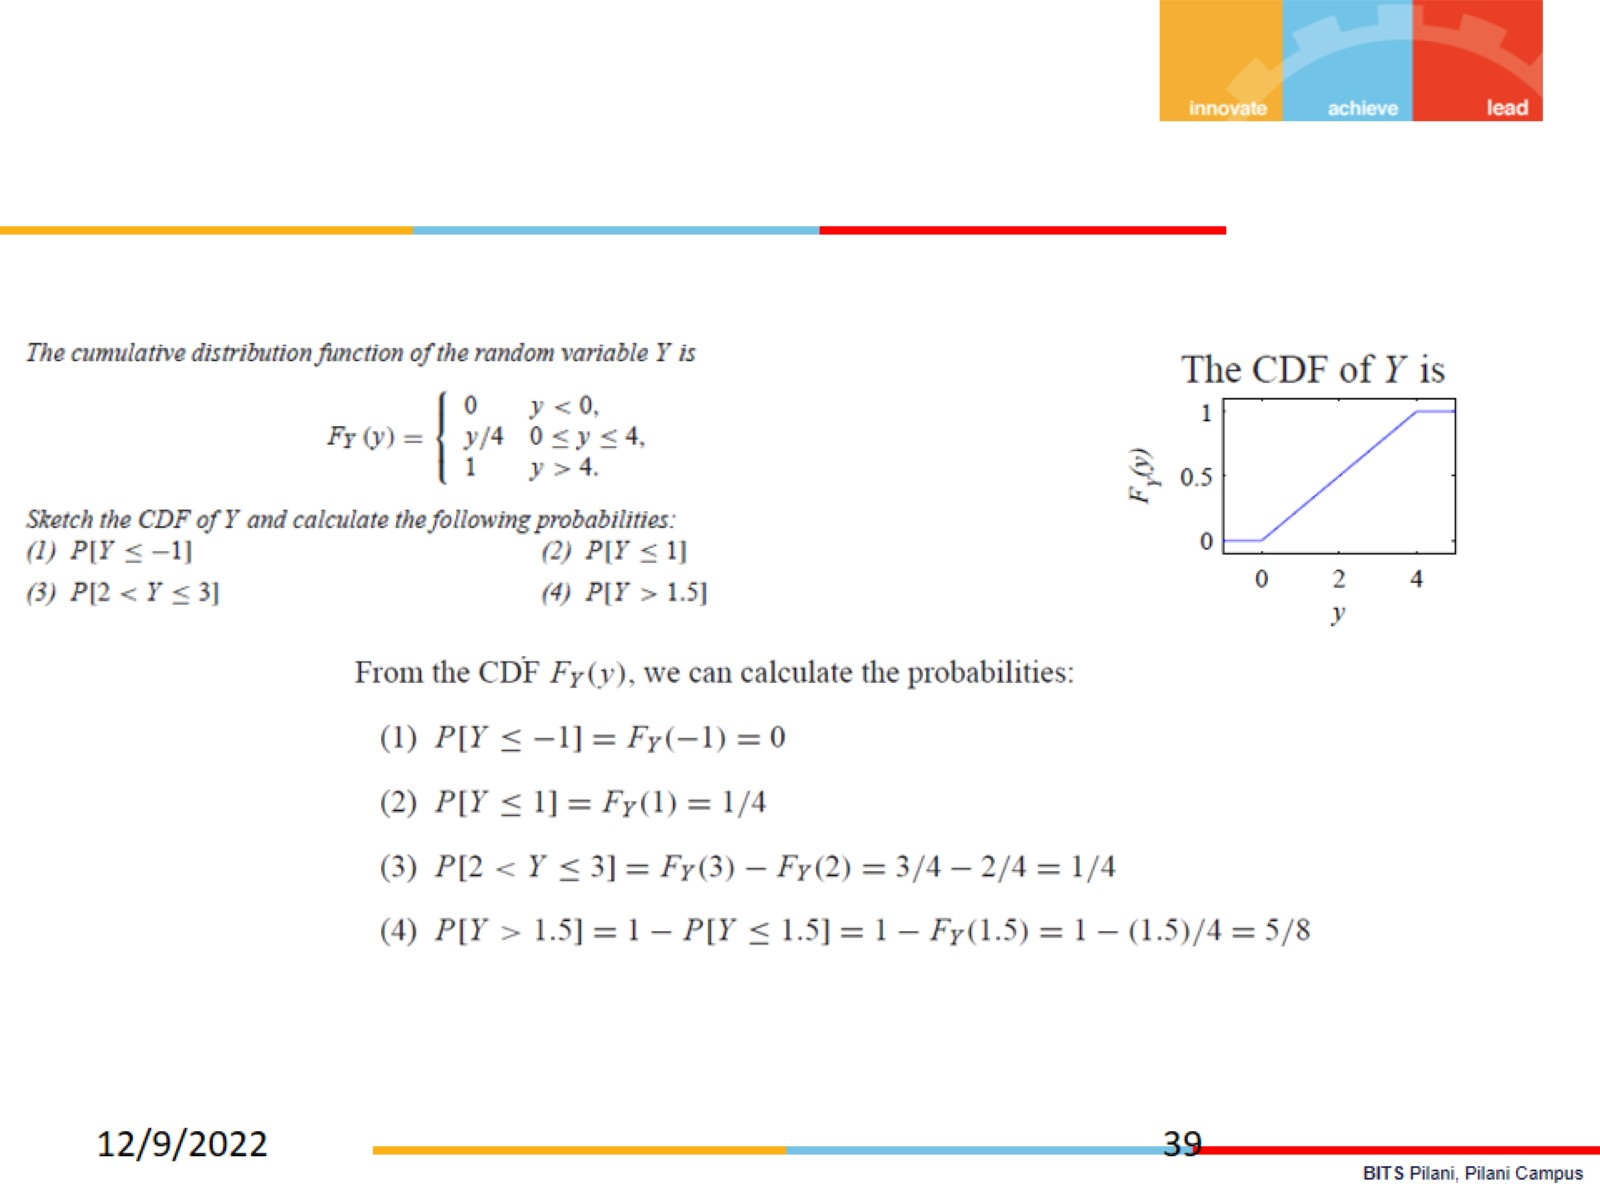 innovate achieve lead
The cumulative distribution function of the random variable Y is
F_Y (y) = { 0 y < 0,
y/4 0 ≤ y ≤ 4,
1 y > 4.
Sketch the CDF of Y and calculate the following probabilities:
(1) P[Y ≤ −1] (2) P[Y ≤ 1]
(3) P[2 < Y ≤ 3] (4) P[Y > 1.5]
The CDF of Y is
1
0.5
0
F_Y(y)
0 2 4
y
From the CDF F_Y(y), we can calculate the probabilities:
(1) P[Y ≤ −1] = F_Y(−1) = 0
(2) P[Y ≤ 1] = F_Y(1) = 1/4
(3) P[2 < Y ≤ 3] = F_Y(3) − F_Y(2) = 3/4 − 2/4 = 1/4
(4) P[Y > 1.5] = 1 − P[Y ≤ 1.5] = 1 − F_Y(1.5) = 1 − (1.5)/4 = 5/8
12/9/2022
39
BITS Pilani, Pilani Campus